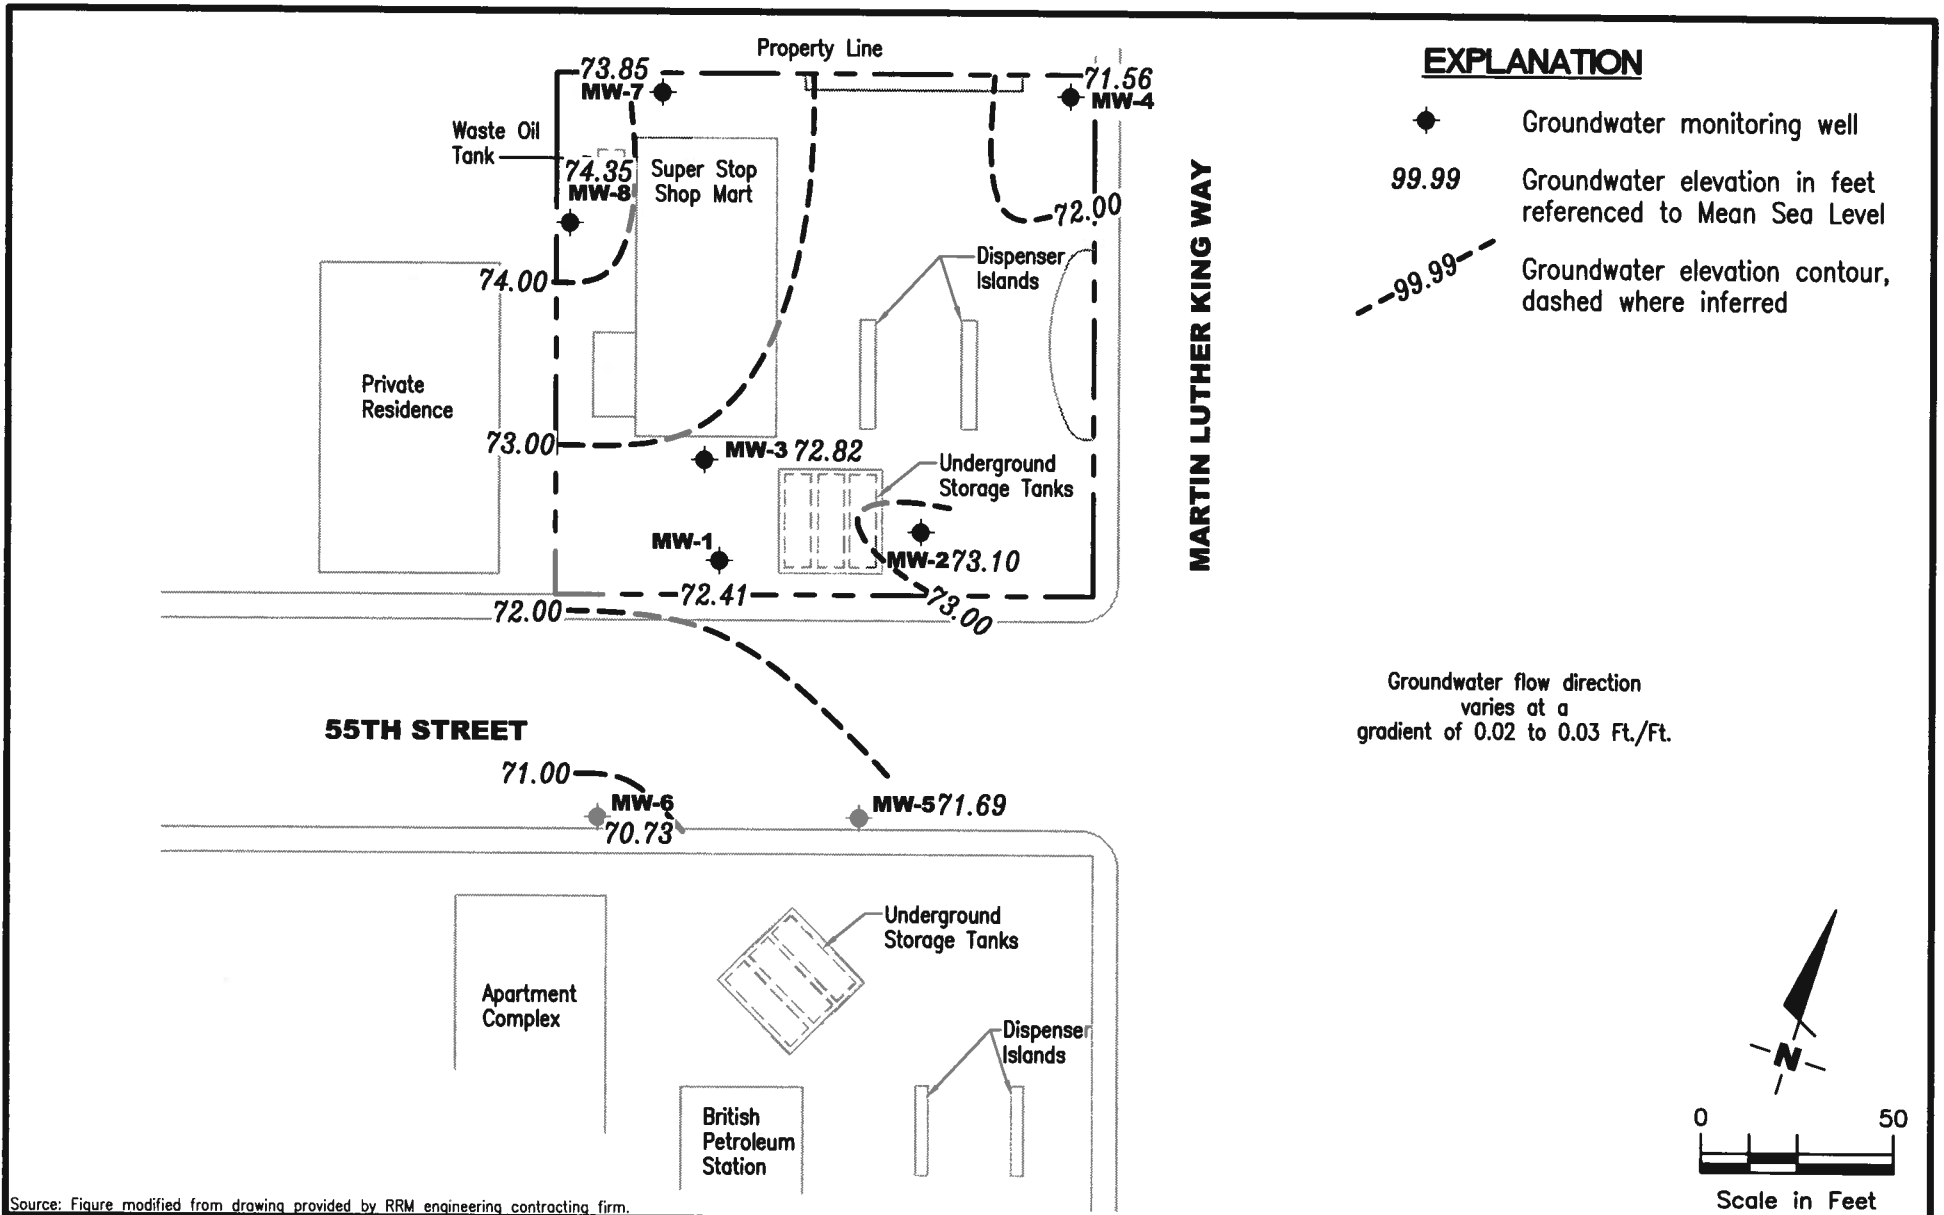 Property Line
EXPLANATION
73.85
MW-7
71.56
MW-4
Groundwater monitoring well
Waste Oil
Tank
74.35
MW-8
Super Stop
Shop Mart
99.99
Groundwater elevation in feet
referenced to Mean Sea Level
72.00
MARTIN LUTHER KING WAY
Dispenser
Islands
99.99
Groundwater elevation contour,
dashed where inferred
74.00
Private
Residence
73.00
MW-3 72.82
Underground
Storage Tanks
MW-1
MW-2 73.10
72.41
73.00
72.00
Groundwater flow direction
varies at a
gradient of 0.02 to 0.03 Ft./Ft.
55TH STREET
71.00
MW-6
70.73
MW-5 71.69
Underground
Storage Tanks
Apartment
Complex
Dispenser
Islands
N
British
Petroleum
Station
0 50
Scale in Feet
Source: Figure modified from drawing provided by RRM engineering contracting firm.